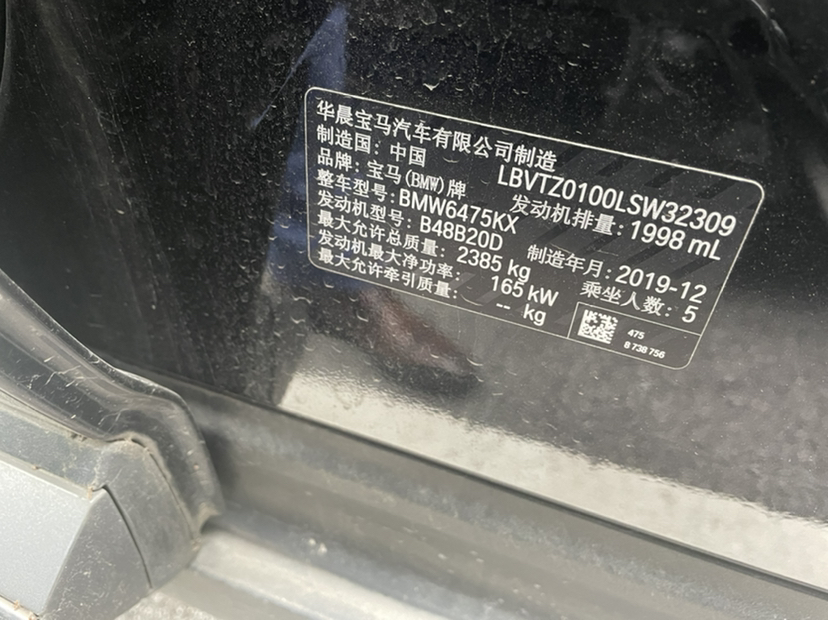 华晨宝马汽车有限公司制造
制造国: 中国 LBVTZ0100LSW32309
品牌: 宝马(BMW)牌 发动机排量: 1998 mL
整车型号: BMW6475KX
发动机型号: B48B20D 制造年月: 2019-12
最大允许总质量: 2385 kg 乘坐人数: 5
发动机最大净功率: 165 kW
最大允许牵引质量: -- kg
475
8 738 756